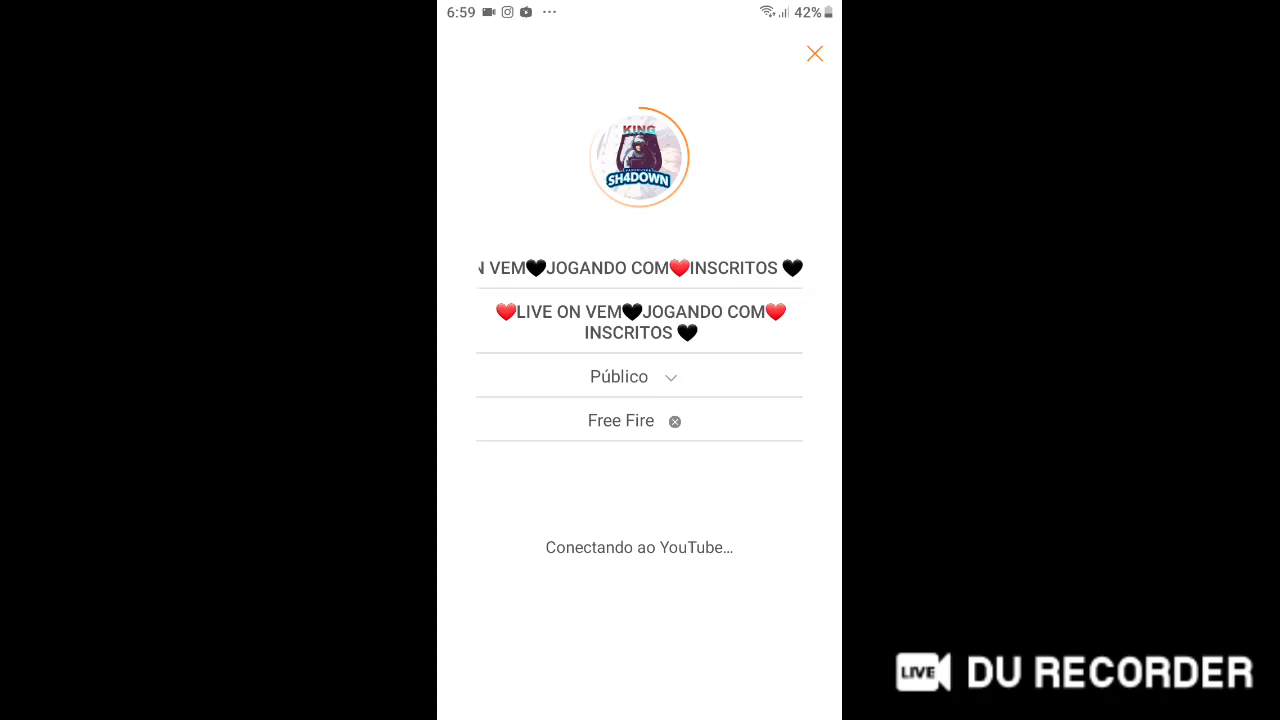 6:59
42%
KING
SH4DOWN
N VEM🖤JOGANDO COM❤️INSCRITOS 🖤
❤️LIVE ON VEM🖤JOGANDO COM❤️
INSCRITOS 🖤
Público
Free Fire
Conectando ao YouTube...
LIVE DU RECORDER